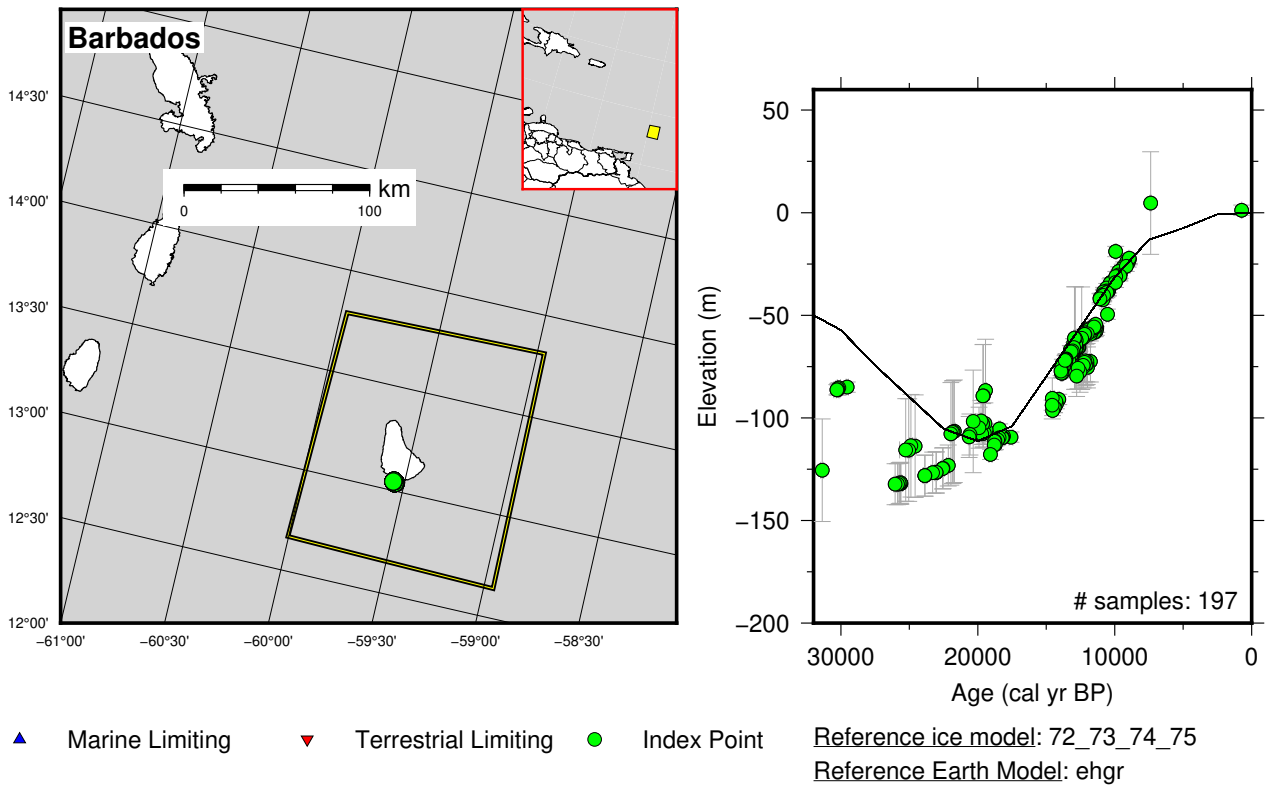 Barbados
14°30'
14°00'
13°30'
13°00'
12°30'
12°00'
−61°00'
−60°30'
−60°00'
−59°30'
−59°00'
−58°30'
km
0
100
Elevation (m)
50
0
−50
−100
−150
−200
# samples: 197
30000
20000
10000
0
Age (cal yr BP)
Marine Limiting
Terrestrial Limiting
Index Point
Reference ice model: 72_73_74_75
Reference Earth Model: ehgr